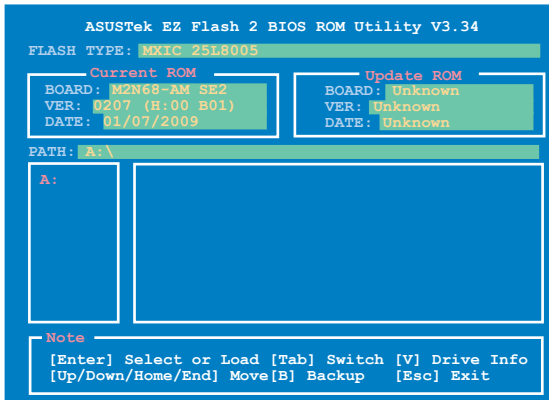 ASUSTek EZ Flash 2 BIOS ROM Utility V3.34
FLASH TYPE: MXIC 25L8005
Current ROM
BOARD: M2N68-AM SE2
VER: 0207 (H:00 B01)
DATE: 01/07/2009
Update ROM
BOARD: Unknown
VER: Unknown
DATE: Unknown
PATH: A:\
A:
Note
[Enter] Select or Load [Tab] Switch [V] Drive Info
[Up/Down/Home/End] Move[B] Backup [Esc] Exit